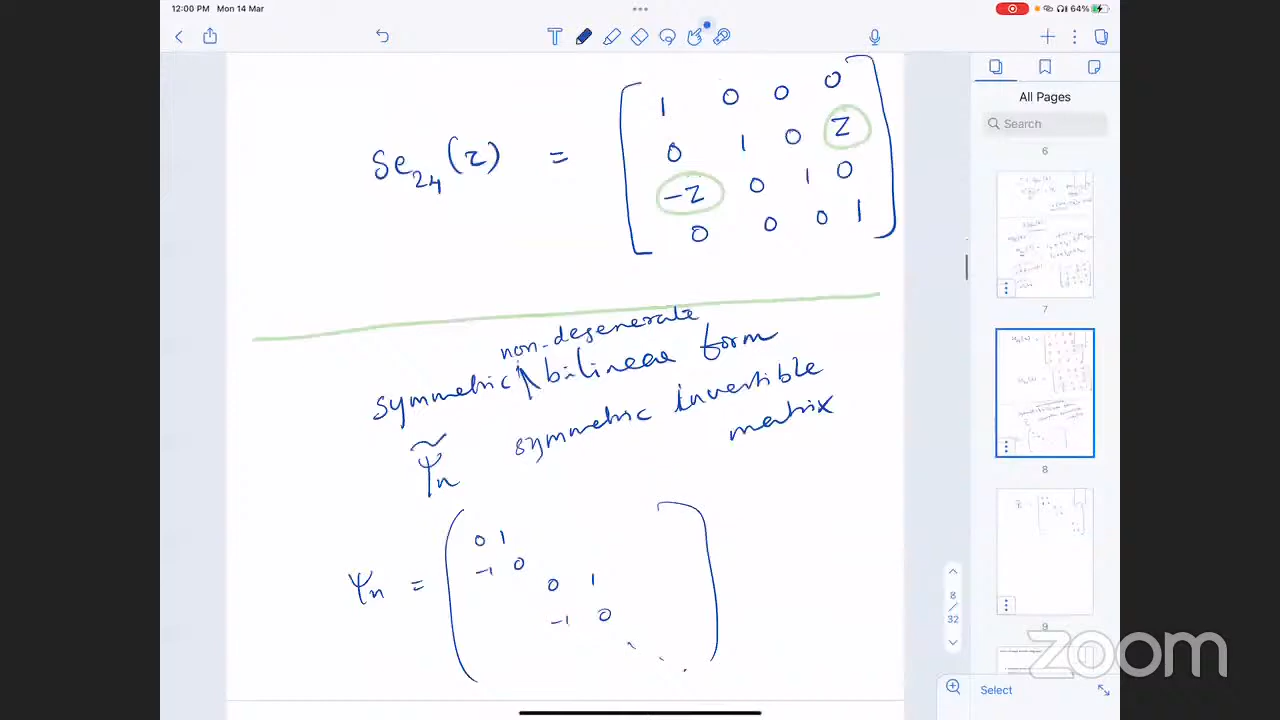 12:00 PM Mon 14 Mar
64%
All Pages
Search
6
7
8
9
1 0 0 0
Se₂₄(z) = 0 1 0 z
-z 0 1 0
0 0 0 1
non-degenerate
symmetric ∧ bilinear form
ψ̃ₙ symmetric invertible
matrix
ψₙ =
0 1
-1 0
0 1
-1 0
8
/
32
Select
zoom